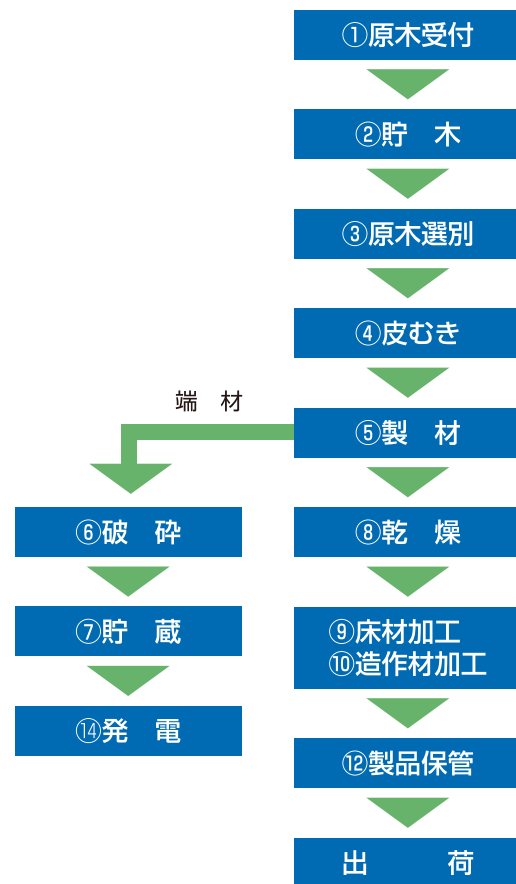 ①原木受付
②貯　木
③原木選別
④皮むき
端　材
⑤製　材
⑥破　砕
⑦貯　蔵
⑭発　電
⑧乾　燥
⑨床材加工
⑩造作材加工
⑫製品保管
出　　　荷